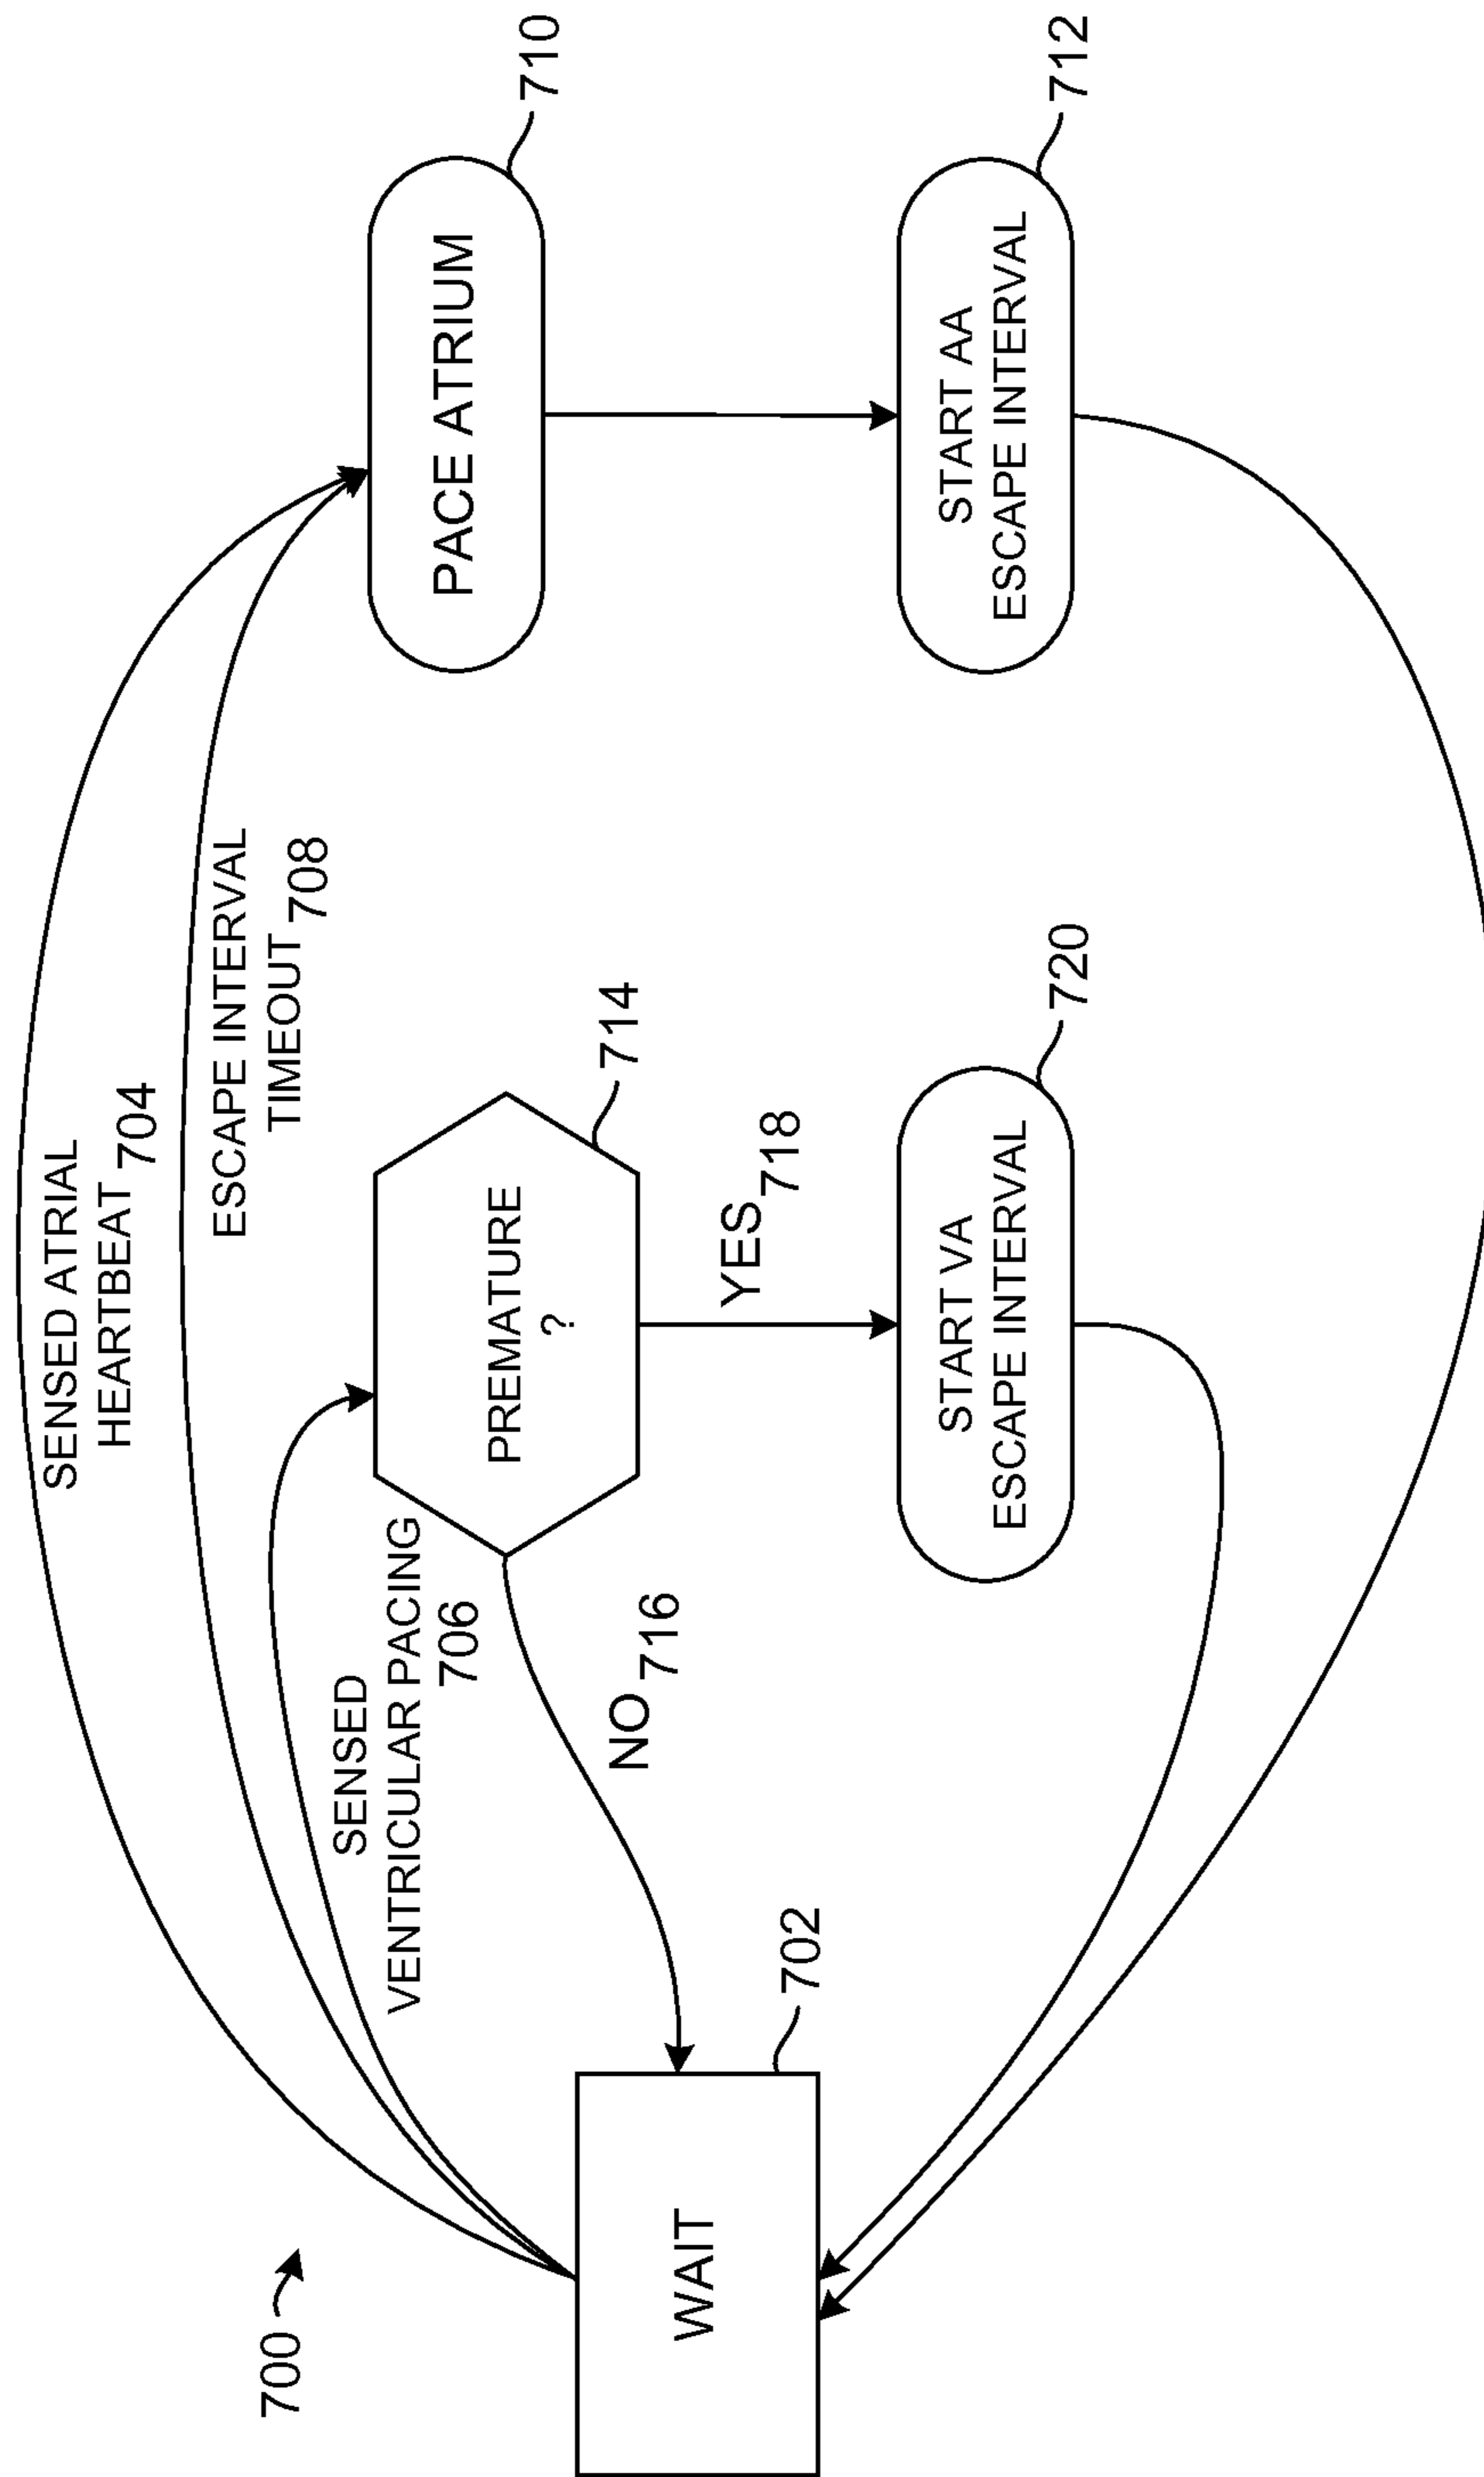 700
SENSED ATRIAL
HEARTBEAT 704
ESCAPE INTERVAL
TIMEOUT 708
SENSED
VENTRICULAR PACING
706
PREMATURE
?
714
PACE ATRIUM
710
NO 716
YES 718
WAIT
702
START VA
ESCAPE INTERVAL
720
START AA
ESCAPE INTERVAL
712